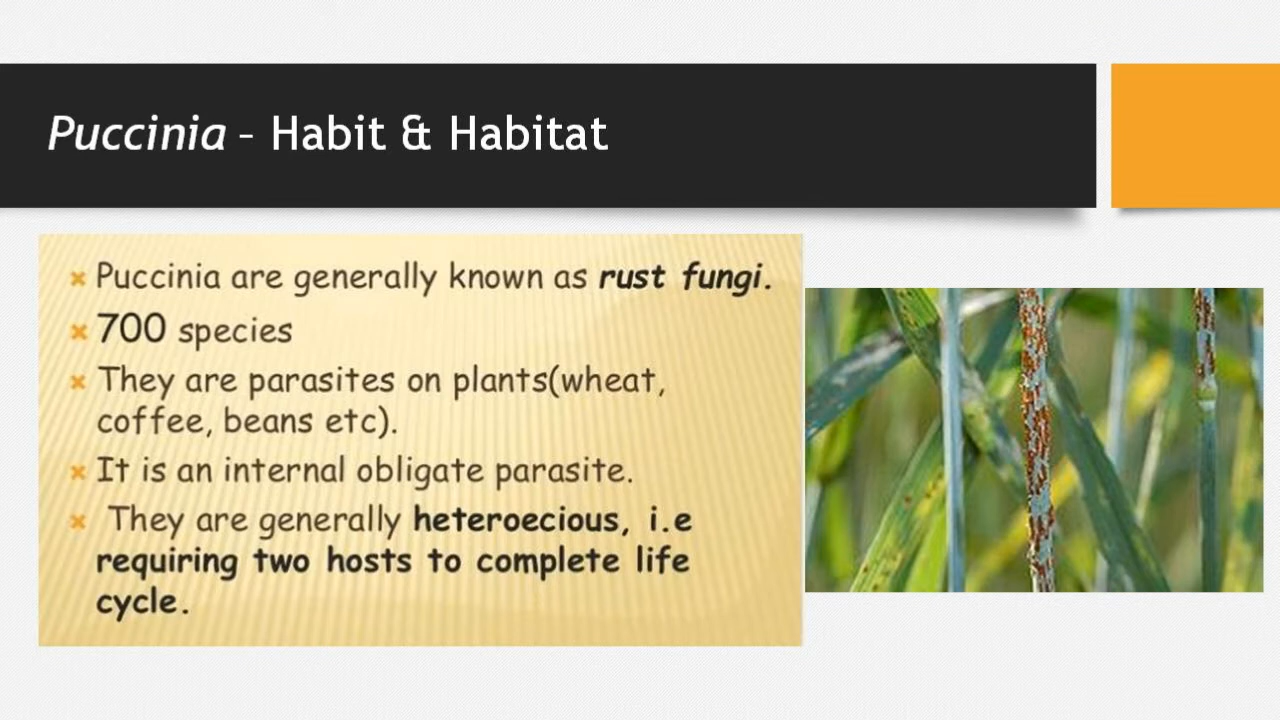 Puccinia – Habit & Habitat
Puccinia are generally known as rust fungi.
700 species
They are parasites on plants(wheat,
coffee, beans etc).
It is an internal obligate parasite.
They are generally heteroecious, i.e
requiring two hosts to complete life
cycle.